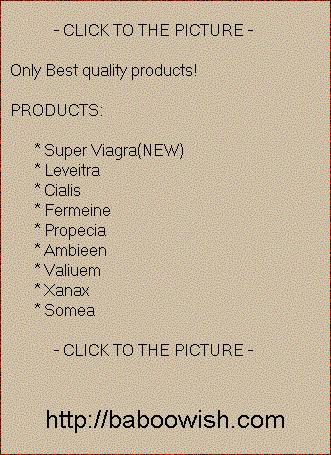 - CLICK TO THE PICTURE -
Only Best quality products!
PRODUCTS:
* Super Viagra(NEW)
* Leveitra
* Cialis
* Fermeine
* Propecia
* Ambieen
* Valiuem
* Xanax
* Somea
- CLICK TO THE PICTURE -
http://baboowish.com